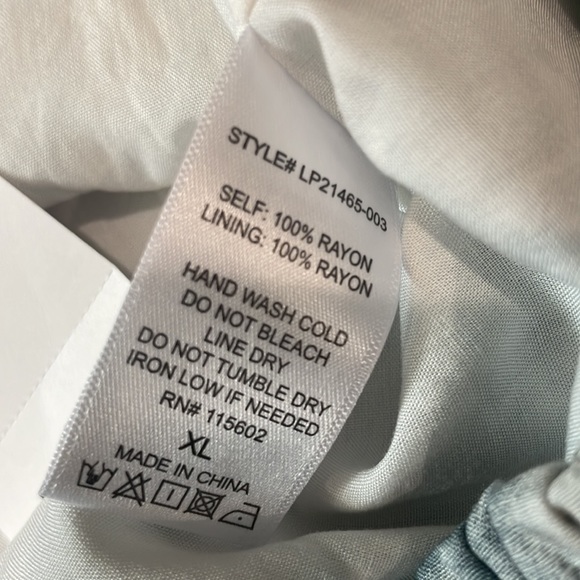 STYLE# LP21465-003
SELF: 100% RAYON
LINING: 100% RAYON
HAND WASH COLD
DO NOT BLEACH
LINE DRY
DO NOT TUMBLE DRY
IRON LOW IF NEEDED
RN# 115602
XL
MADE IN CHINA